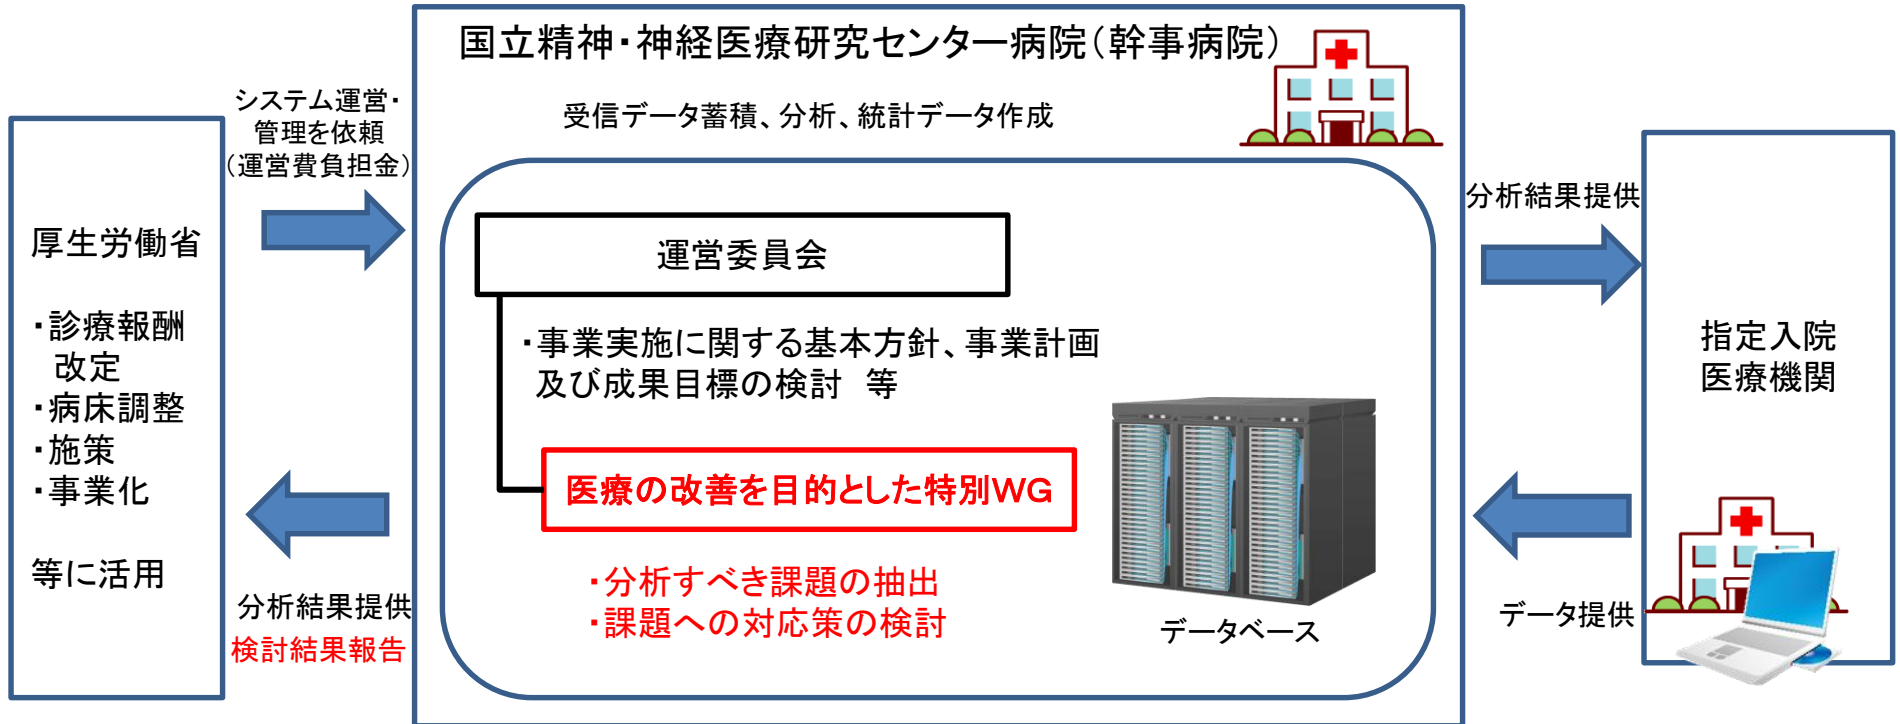 国立精神・神経医療研究センター病院（幹事病院）
受信データ蓄積、分析、統計データ作成
システム運営・
管理を依頼
（運営費負担金）
厚生労働省
・診療報酬
改定
・病床調整
・施策
・事業化
等に活用
分析結果提供
検討結果報告
運営委員会
・事業実施に関する基本方針、事業計画
及び成果目標の検討　等
医療の改善を目的とした特別WG
・分析すべき課題の抽出
・課題への対応策の検討
データベース
分析結果提供
指定入院
医療機関
データ提供